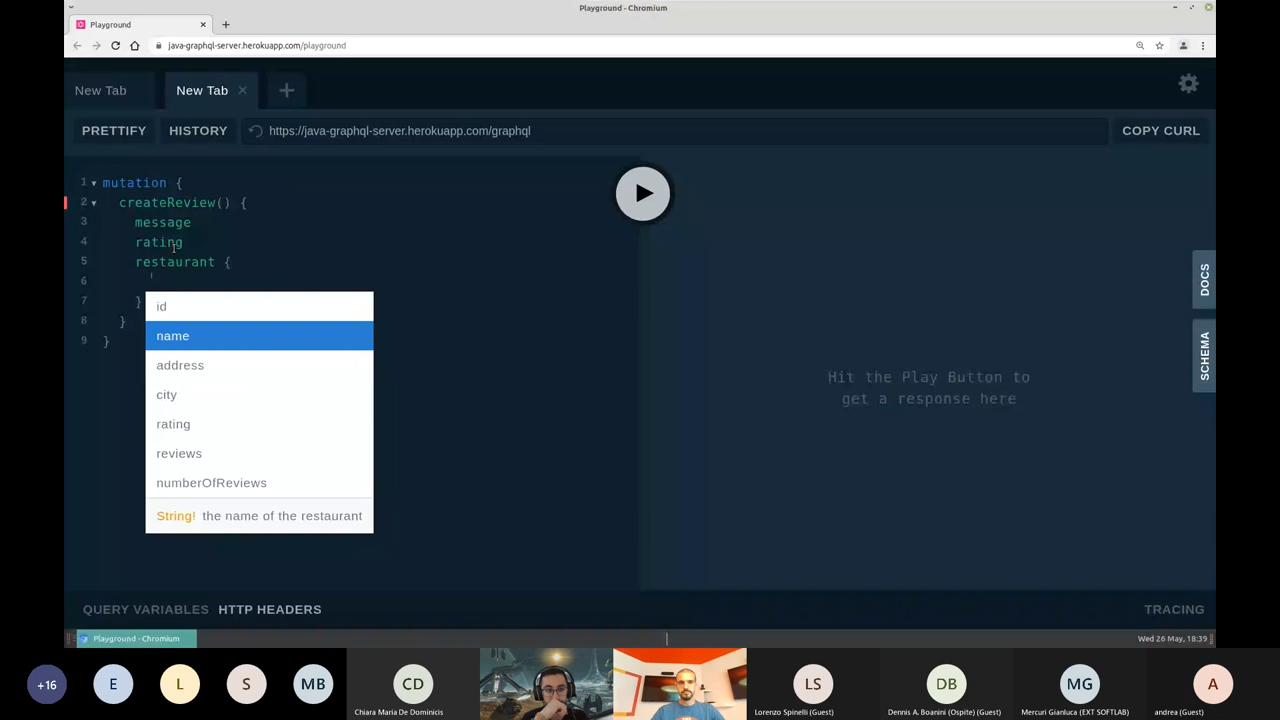 Playground - Chromium
Playground
java-graphql-server.herokuapp.com/playground
New Tab
New Tab
PRETTIFY
HISTORY
https://java-graphql-server.herokuapp.com/graphql
COPY CURL
1 mutation {
2 createReview() {
3 message
4 rating
5 restaurant {
6
7 }
8 }
9 }
id
name
address
city
rating
reviews
numberOfReviews
String! the name of the restaurant
Hit the Play Button to
get a response here
DOCS
SCHEMA
QUERY VARIABLES HTTP HEADERS
TRACING
Playground - Chromium
Wed 26 May, 18:39
+16
E
L
S
MB
CD
Chiara Maria De Dominicis
LS
Lorenzo Spinelli (Guest)
DB
Dennis A. Boanini (Ospite) (Guest)
MG
Mercuri Gianluca (EXT SOFTLAB)
A
andrea (Guest)